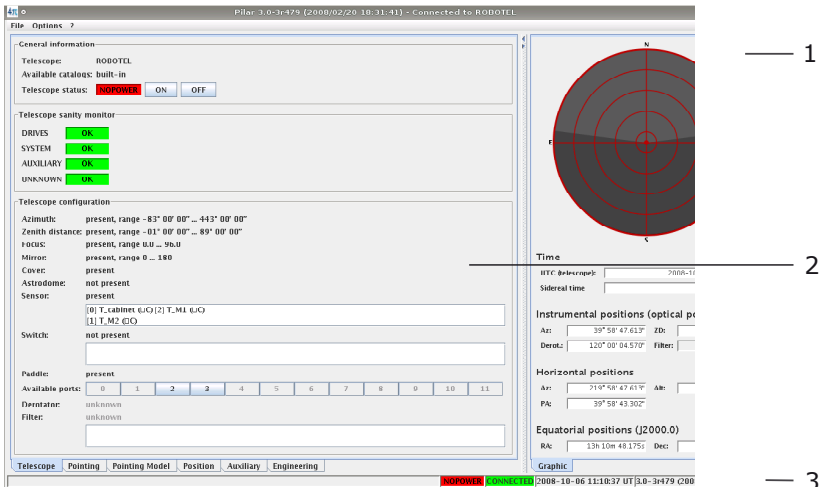 4π Pilar 3.0-3r479 (2008/02/20 18:31:41) - Connected to ROBOTEL
File Options ?
General information
Telescope: ROBOTEL
Available catalogs: built-in
Telescope status: NOPOWER ON OFF
Telescope sanity monitor
DRIVES OK
SYSTEM OK
AUXILIARY OK
UNKNOWN OK
Telescope configuration
Azimuth: present, range -83° 00' 00" ... 443° 00' 00"
Zenith distance: present, range -01° 00' 00" ... 89° 00' 00"
Focus: present, range 0.0 ... 96.0
Mirror: present, range 0 ... 180
Cover: present
Astrodome: not present
Sensor: present
[0] T_cabinet (□C) [2] T_M1 (□C)
[1] T_M2 (□C)
Switch: not present
Paddle: present
Available ports: 0 1 2 3 4 5 6 7 8 9 10 11
Derotator: unknown
Filter: unknown
Telescope Pointing Pointing Model Position Auxiliary Engineering
N
E
S
Time
UTC (telescope): 2008-10
Sidereal time
Instrumental positions (optical po
Az: 39° 58' 47.613" ZD:
Derot.: 120° 00' 04.570" Filter:
Horizontal positions
Az: 219° 58' 47.613" Alt:
PA: 39° 58' 43.302"
Equatorial positions (J2000.0)
RA: 13h 10m 48.175s Dec:
Graphic
NOPOWER CONNECTED 2008-10-06 11:10:37 UT 3.0-3r479 (200
1
2
3